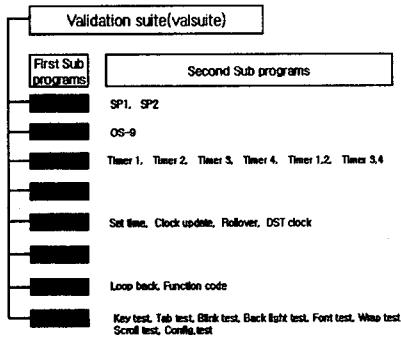 Validation suite(valsuite)
First Sub
programs
Second Sub programs
SP1, SP2
OS-9
Timer 1, Timer 2, Timer 3, Timer 4, Timer 1,2, Timer 3,4
Set time, Clock update, Rollover, DST clock
Loop back, Function code
Key test, Tab test, Blink test, Back light test, Font test, Wrap test
Scroll test, Config.test